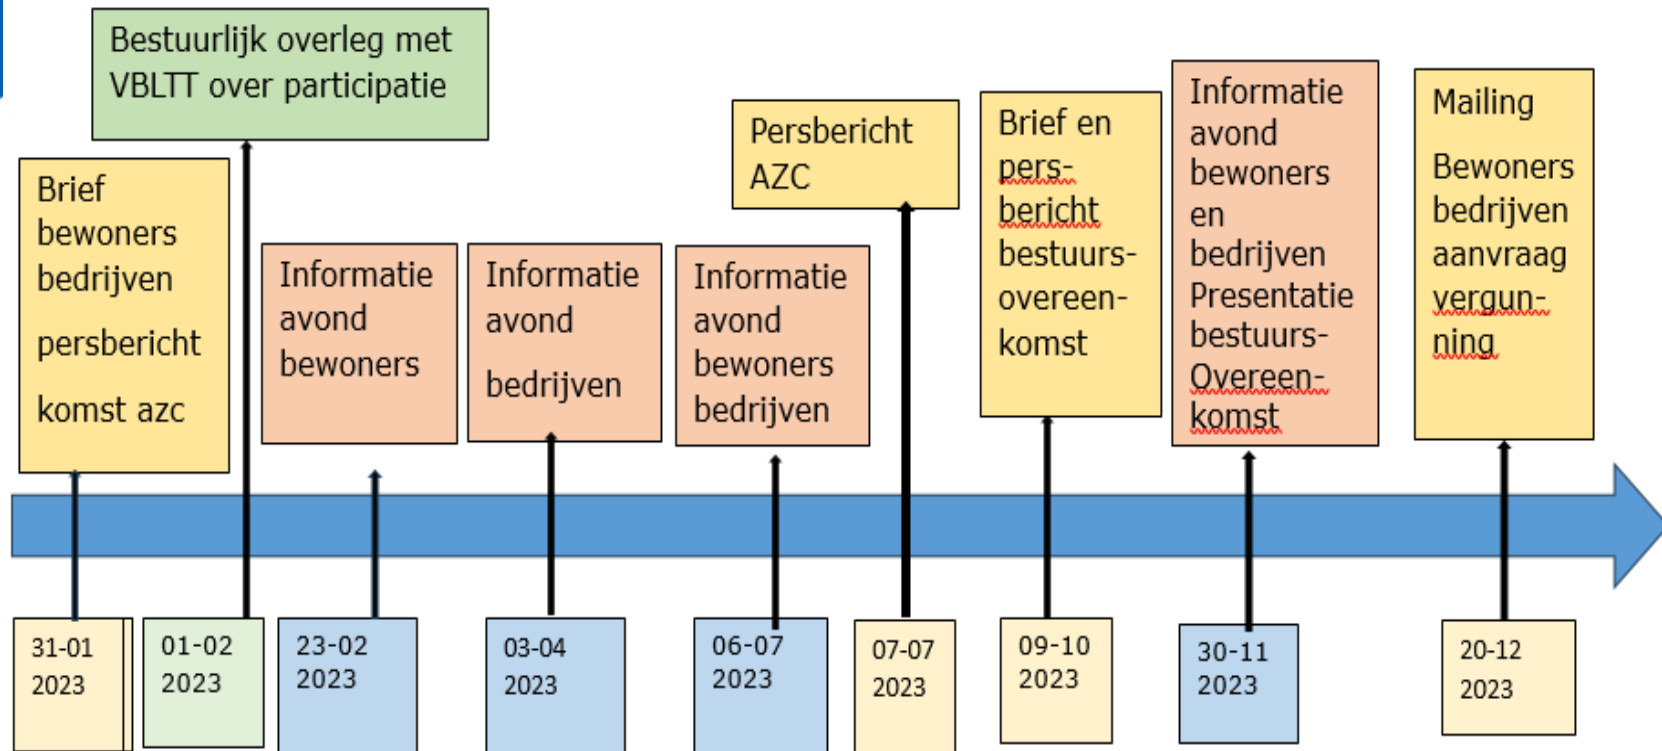 Bestuurlijk overleg met
VBLTT over participatie
Brief
bewoners
bedrijven
persbericht
komst azc
Informatie
avond
bewoners
Informatie
avond
bedrijven
Informatie
avond
bewoners
bedrijven
Persbericht
AZC
Brief en
pers-
bericht
bestuurs-
overeen-
komst
Informatie
avond
bewoners
en
bedrijven
Presentatie
bestuurs-
Overeen-
komst
Mailing
Bewoners
bedrijven
aanvraag
vergun-
ning
31-01
2023
01-02
2023
23-02
2023
03-04
2023
06-07
2023
07-07
2023
09-10
2023
30-11
2023
20-12
2023